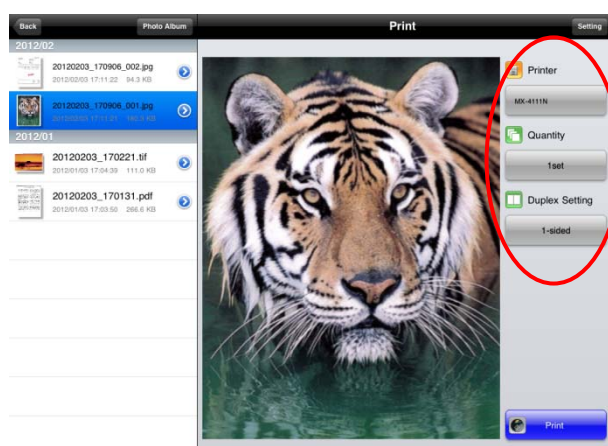 Back
Photo Album
Print
Setting
2012/02
20120203_170906_002.jpg
2012/02/03 17:11:22 94.3 KB
20120203_170906_001.jpg
2012/02/03 17:11:21 192.3 KB
2012/01
20120203_170221.tif
2012/01/03 17:04:39 111.0 KB
20120203_170131.pdf
2012/01/03 17:03:50 266.6 KB
Printer
MX-4111N
Quantity
1set
Duplex Setting
1-sided
Print